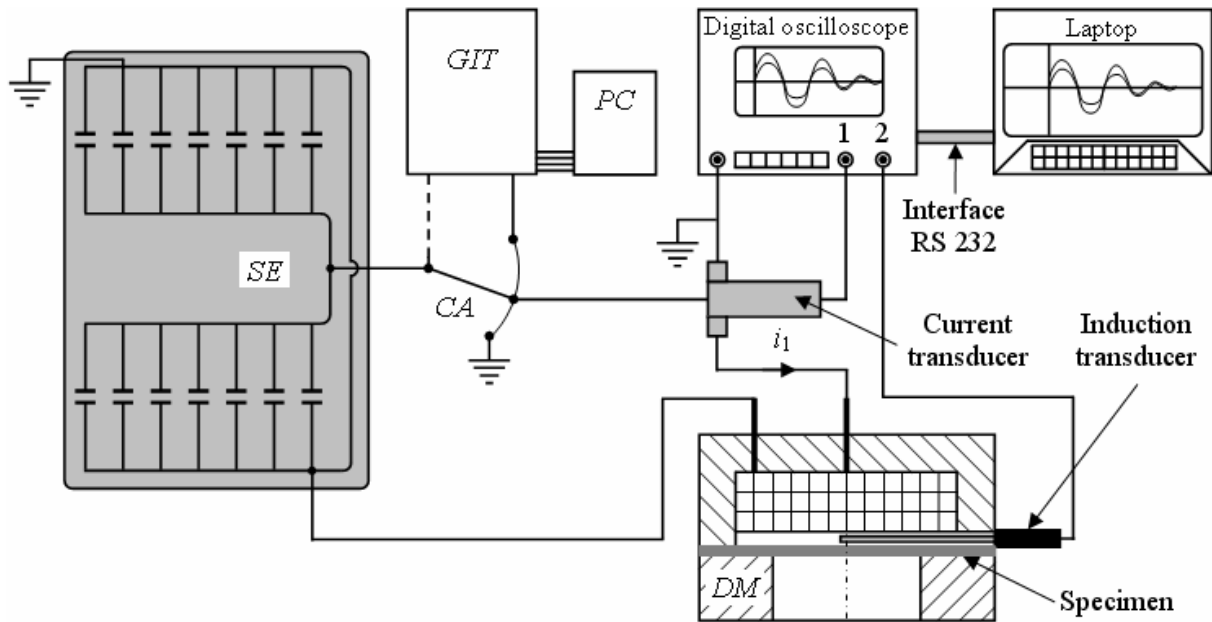 GIT
PC
Digital oscilloscope
1 2
Laptop
Interface
RS 232
SE
CA
i1
Current
transducer
Induction
transducer
DM
Specimen